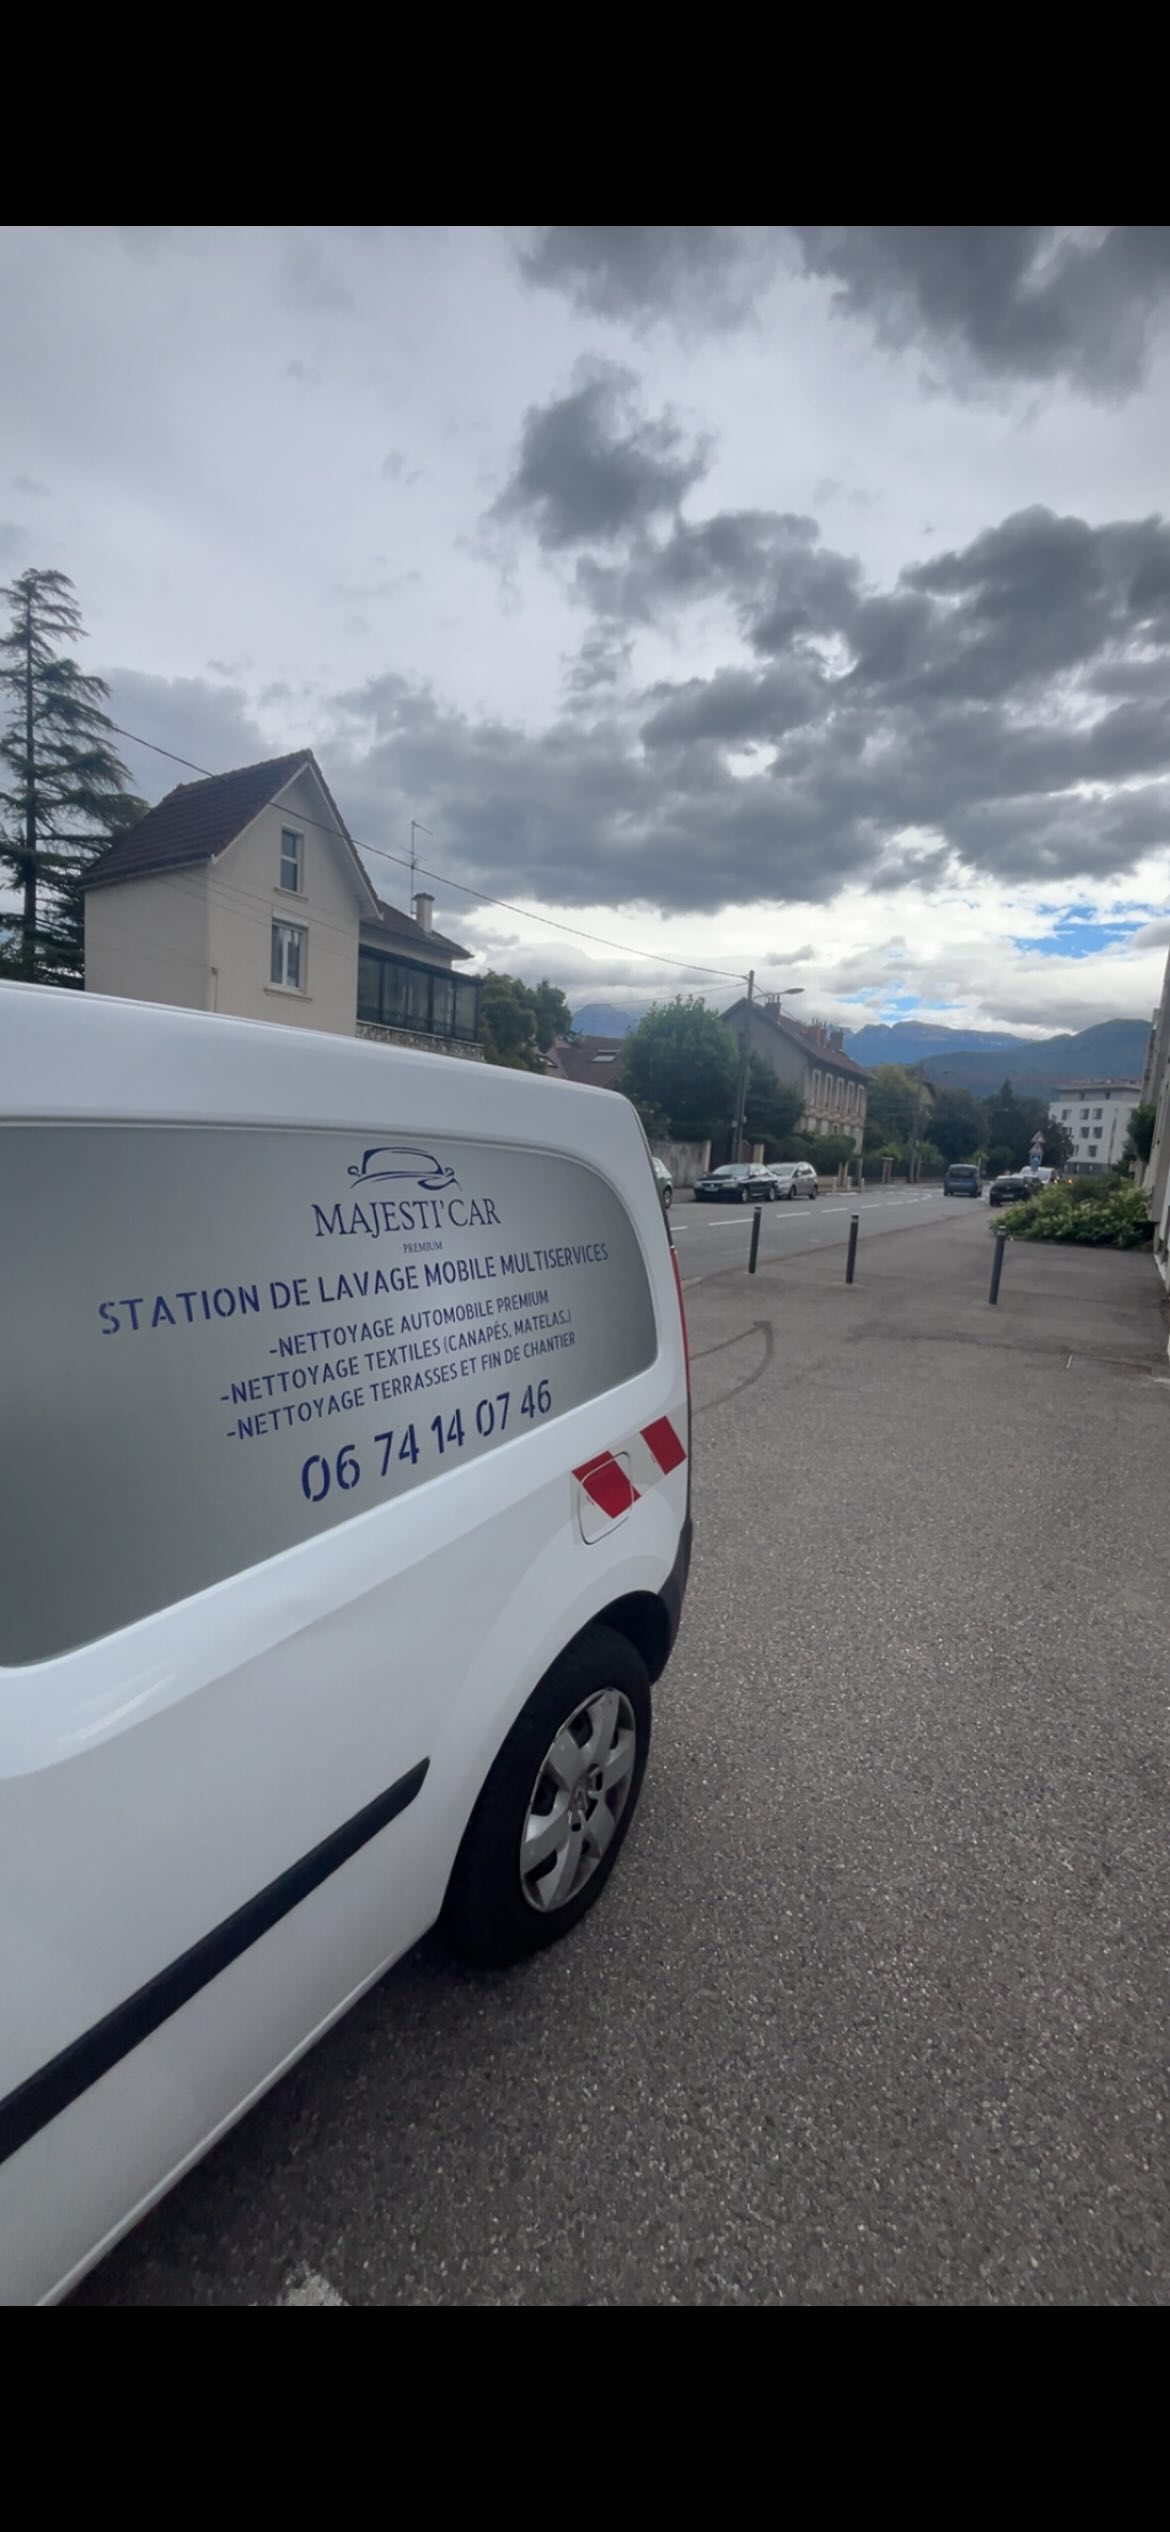 MAJESTI'CAR
PREMIUM
STATION DE LAVAGE MOBILE MULTISERVICES
-NETTOYAGE AUTOMOBILE PREMIUM
-NETTOYAGE TEXTILES (CANAPÉS, MATELAS..)
-NETTOYAGE TERRASSES ET FIN DE CHANTIER
06 74 14 07 46